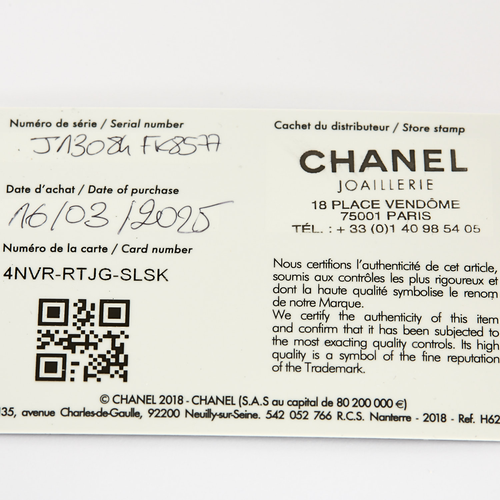 Numéro de série / Serial number
J13084 FK8577
Date d'achat / Date of purchase
16/03/2025
Numéro de la carte / Card number
4NVR-RTJG-SLSK
Cachet du distributeur / Store stamp
CHANEL
JOAILLERIE
18 PLACE VENDÔME
75001 PARIS
TÉL. : + 33 (0)1 40 98 54 05
Nous certifions l'authenticité de cet article,
soumis aux contrôles les plus rigoureux et
dont la haute qualité symbolise le renom
de notre Marque.
We certify the authenticity of this item
and confirm that it has been subjected to
the most exacting quality controls. Its high
quality is a symbol of the fine reputation
of the Trademark.
© CHANEL 2018 - CHANEL (S.A.S au capital de 80 200 000 €)
135, avenue Charles-de-Gaulle, 92200 Neuilly-sur-Seine. 542 052 766 R.C.S. Nanterre - 2018 - Ref. H62